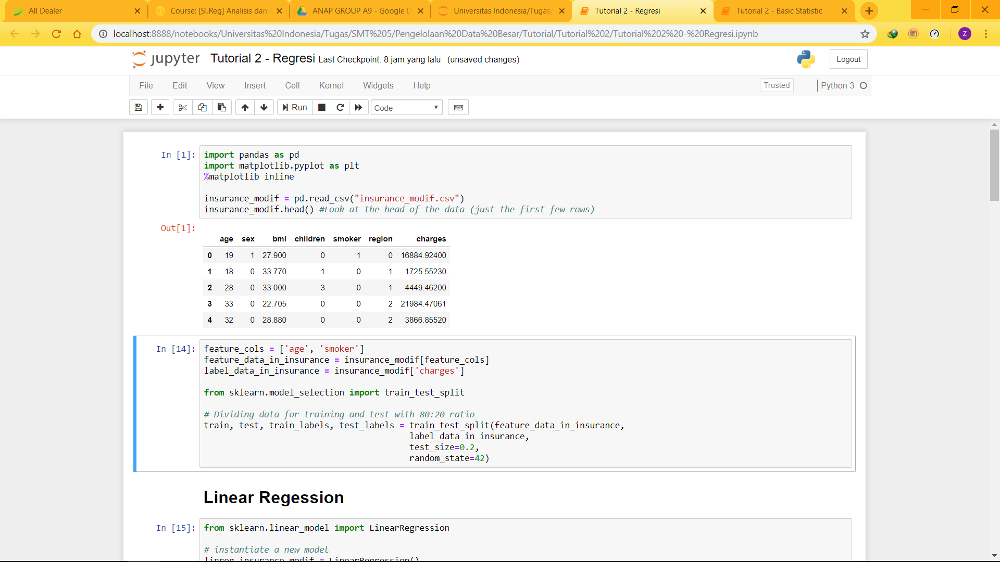 All Dealer
Course: [SI.Reg] Analisis dan
ANAP GROUP A9 - Google D
Universitas Indonesia/Tugas/
Tutorial 2 - Regresi
Tutorial 2 - Basic Statistic
localhost:8888/notebooks/Universitas%20Indonesia/Tugas/SMT%205/Pengelolaan%20Data%20Besar/Tutorial/Tutorial%202/Tutorial%202%20-%20Regresi.ipynb
Z
jupyter Tutorial 2 - Regresi Last Checkpoint: 8 jam yang lalu (unsaved changes)
Logout
File Edit View Insert Cell Kernel Widgets Help
Trusted
Python 3
Run
Code
In [1]:
import pandas as pd
import matplotlib.pyplot as plt
%matplotlib inline
insurance_modif = pd.read_csv("insurance_modif.csv")
insurance_modif.head() #Look at the head of the data (just the first few rows)
Out[1]:
age sex bmi children smoker region charges
0 19 1 27.900 0 1 0 16884.92400
1 18 0 33.770 1 0 1 1725.55230
2 28 0 33.000 3 0 1 4449.46200
3 33 0 22.705 0 0 2 21984.47061
4 32 0 28.880 0 0 2 3866.85520
In [14]:
feature_cols = ['age', 'smoker']
feature_data_in_insurance = insurance_modif[feature_cols]
label_data_in_insurance = insurance_modif['charges']
from sklearn.model_selection import train_test_split
# Dividing data for training and test with 80:20 ratio
train, test, train_labels, test_labels = train_test_split(feature_data_in_insurance,
label_data_in_insurance,
test_size=0.2,
random_state=42)
Linear Regession
In [15]:
from sklearn.linear_model import LinearRegression
# instantiate a new model
linreg_insurance_modif = LinearRegression()